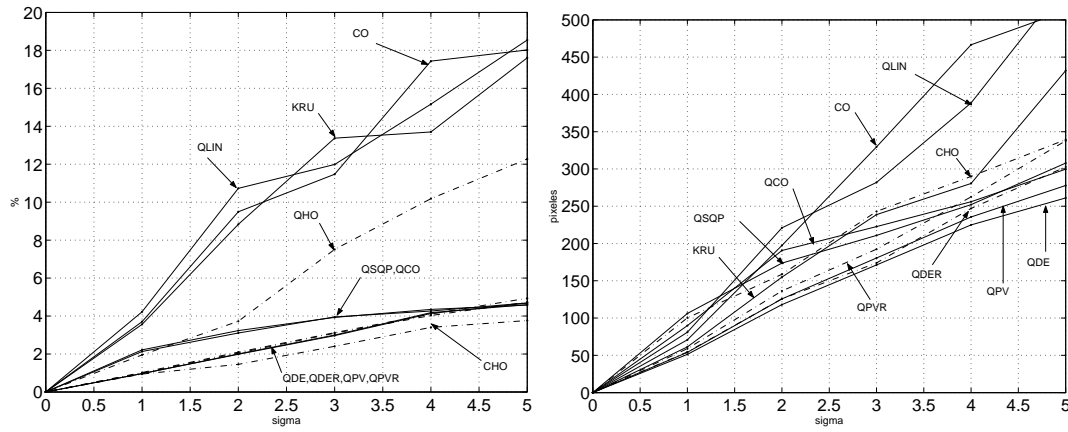 20
18
16
14
12
10
8
6
4
2
0
%
CO
KRU
QLIN
QHO
QSQP,QCO
CHO
QDE,QDER,QPV,QPVR
0 0.5 1 1.5 2 2.5 3 3.5 4 4.5 5
sigma
500
450
400
350
300
250
200
150
100
50
0
pixeles
QLIN
CO
CHO
QCO
QSQP
KRU
QDE
QDER
QPV
QPVR
0 0.5 1 1.5 2 2.5 3 3.5 4 4.5 5
sigma